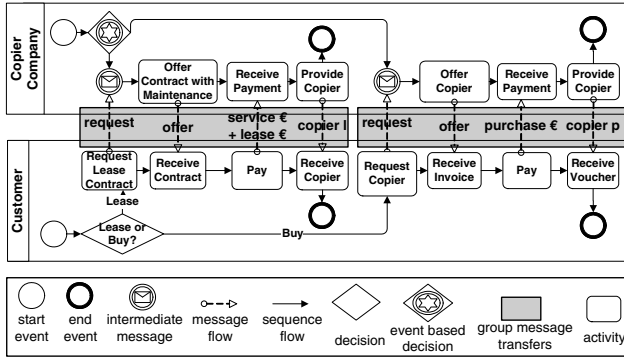 Copier
Company
Offer
Contract with
Maintenance
Receive
Payment
Provide
Copier
Offer
Copier
Receive
Payment
Provide
Copier
request
offer
service €
+ lease €
copier l
request
offer
purchase €
copier p
Customer
Request
Lease
Contract
Receive
Contract
Pay
Receive
Copier
Request
Copier
Receive
Invoice
Pay
Receive
Voucher
Lease
Lease or
Buy?
Buy
start
event
end
event
intermediate
message
message
flow
sequence
flow
decision
event based
decision
group message
transfers
activity